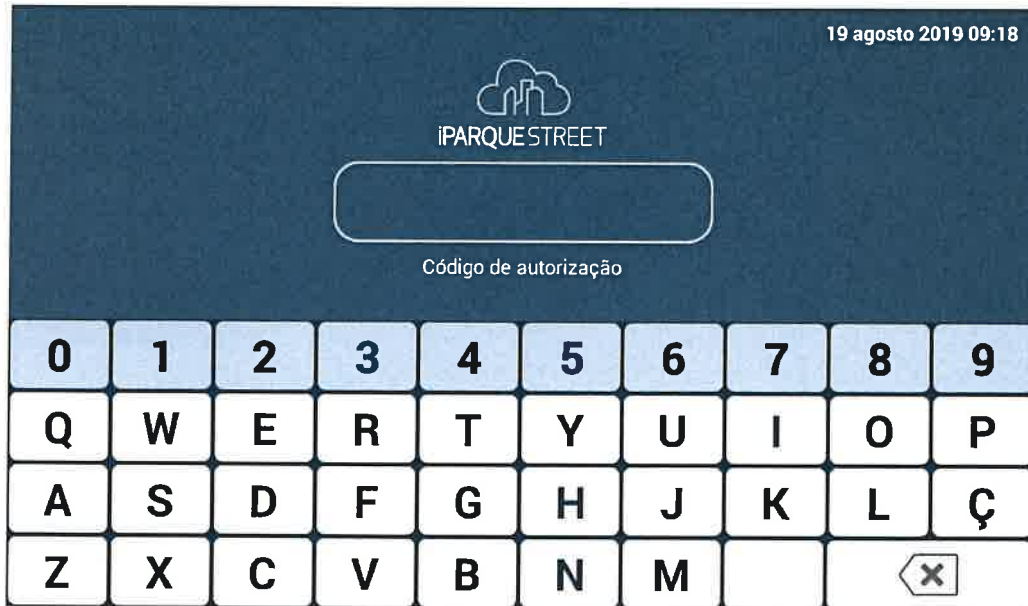 19 agosto 2019 09:18
iPARQUESTREET
Código de autorização
0 1 2 3 4 5 6 7 8 9
Q W E R T Y U I O P
A S D F G H J K L Ç
Z X C V B N M